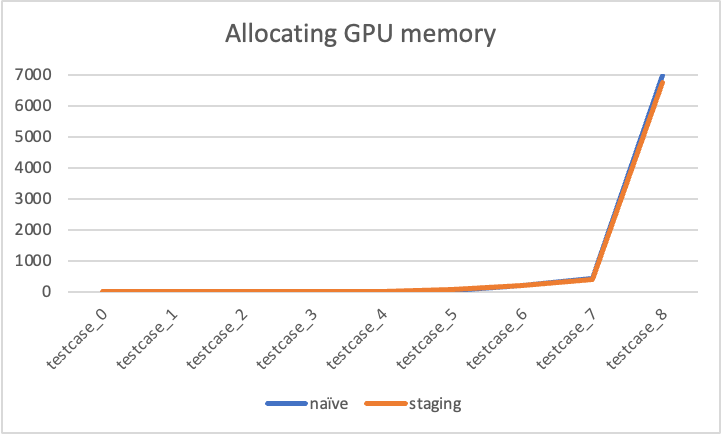 Allocating GPU memory
7000
6000
5000
4000
3000
2000
1000
0
testcase_0
testcase_1
testcase_2
testcase_3
testcase_4
testcase_5
testcase_6
testcase_7
testcase_8
naïve
staging